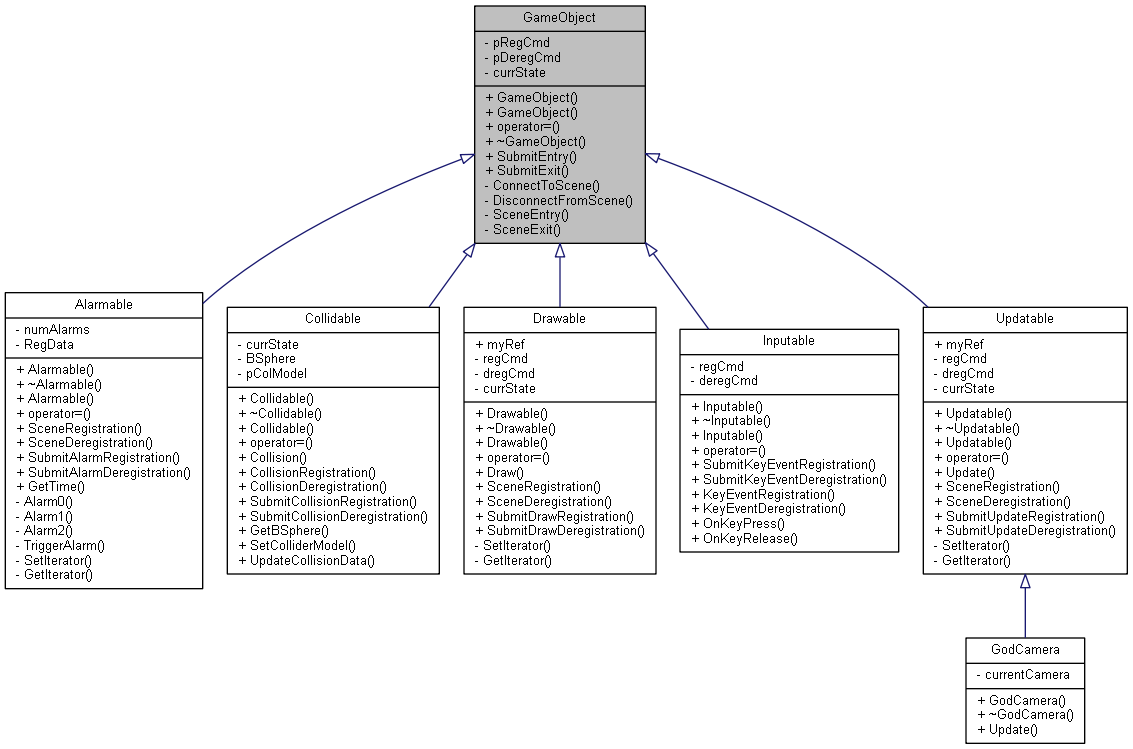 GameObject
- pRegCmd
- pDeregCmd
- currState
+ GameObject()
+ GameObject()
+ operator=()
+ ~GameObject()
+ SubmitEntry()
+ SubmitExit()
- ConnectToScene()
- DisconnectFromScene()
- SceneEntry()
- SceneExit()
Alarmable
- numAlarms
- RegData
+ Alarmable()
+ ~Alarmable()
+ Alarmable()
+ operator=()
+ SceneRegistration()
+ SceneDeregistration()
+ SubmitAlarmRegistration()
+ SubmitAlarmDeregistration()
+ GetTime()
- Alarm0()
- Alarm1()
- Alarm2()
- TriggerAlarm()
- SetIterator()
- GetIterator()
Collidable
- currState
- BSphere
- pColModel
+ Collidable()
+ ~Collidable()
+ Collidable()
+ operator=()
+ Collision()
+ CollisionRegistration()
+ CollisionDeregistration()
+ SubmitCollisionRegistration()
+ SubmitCollisionDeregistration()
+ GetBSphere()
+ SetColliderModel()
+ UpdateCollisionData()
Drawable
+ myRef
- regCmd
- dregCmd
- currState
+ Drawable()
+ ~Drawable()
+ Drawable()
+ operator=()
+ Draw()
+ SceneRegistration()
+ SceneDeregistration()
+ SubmitDrawRegistration()
+ SubmitDrawDeregistration()
- SetIterator()
- GetIterator()
Inputable
- regCmd
- deregCmd
+ Inputable()
+ ~Inputable()
+ Inputable()
+ operator=()
+ SubmitKeyEventRegistration()
+ SubmitKeyEventDeregistration()
+ KeyEventRegistration()
+ KeyEventDeregistration()
+ OnKeyPress()
+ OnKeyRelease()
Updatable
+ myRef
- regCmd
- dregCmd
- currState
+ Updatable()
+ ~Updatable()
+ Updatable()
+ operator=()
+ Update()
+ SceneRegistration()
+ SceneDeregistration()
+ SubmitUpdateRegistration()
+ SubmitUpdateDeregistration()
- SetIterator()
- GetIterator()
GodCamera
- currentCamera
+ GodCamera()
+ ~GodCamera()
+ Update()